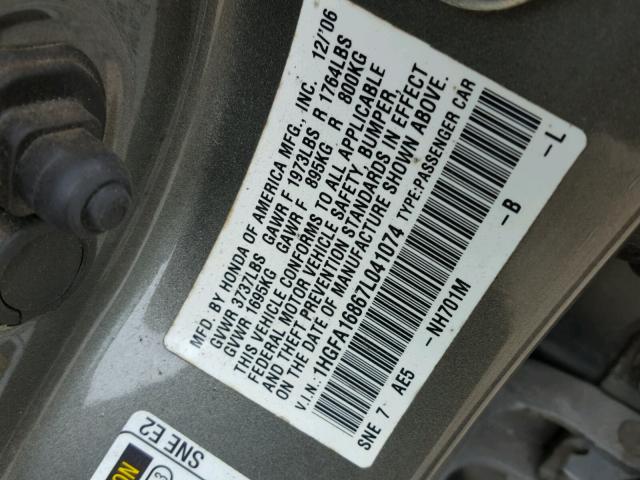 MFD. BY HONDA OF AMERICA MFG., INC. 12/'06
GVWR 3737LBS GAWR F 1973LBS R 1764LBS
GVWR 1695KG GAWR F 895KG R 800KG
THIS VEHICLE CONFORMS TO ALL APPLICABLE
FEDERAL MOTOR VEHICLE SAFETY, BUMPER,
AND THEFT PREVENTION STANDARDS IN EFFECT
ON THE DATE OF MANUFACTURE SHOWN ABOVE.
V.I.N.: 1HGFA16867L041074 TYPE:PASSENGER CAR
SNE 7 AE5 -NH701M -B -L
SNE E2